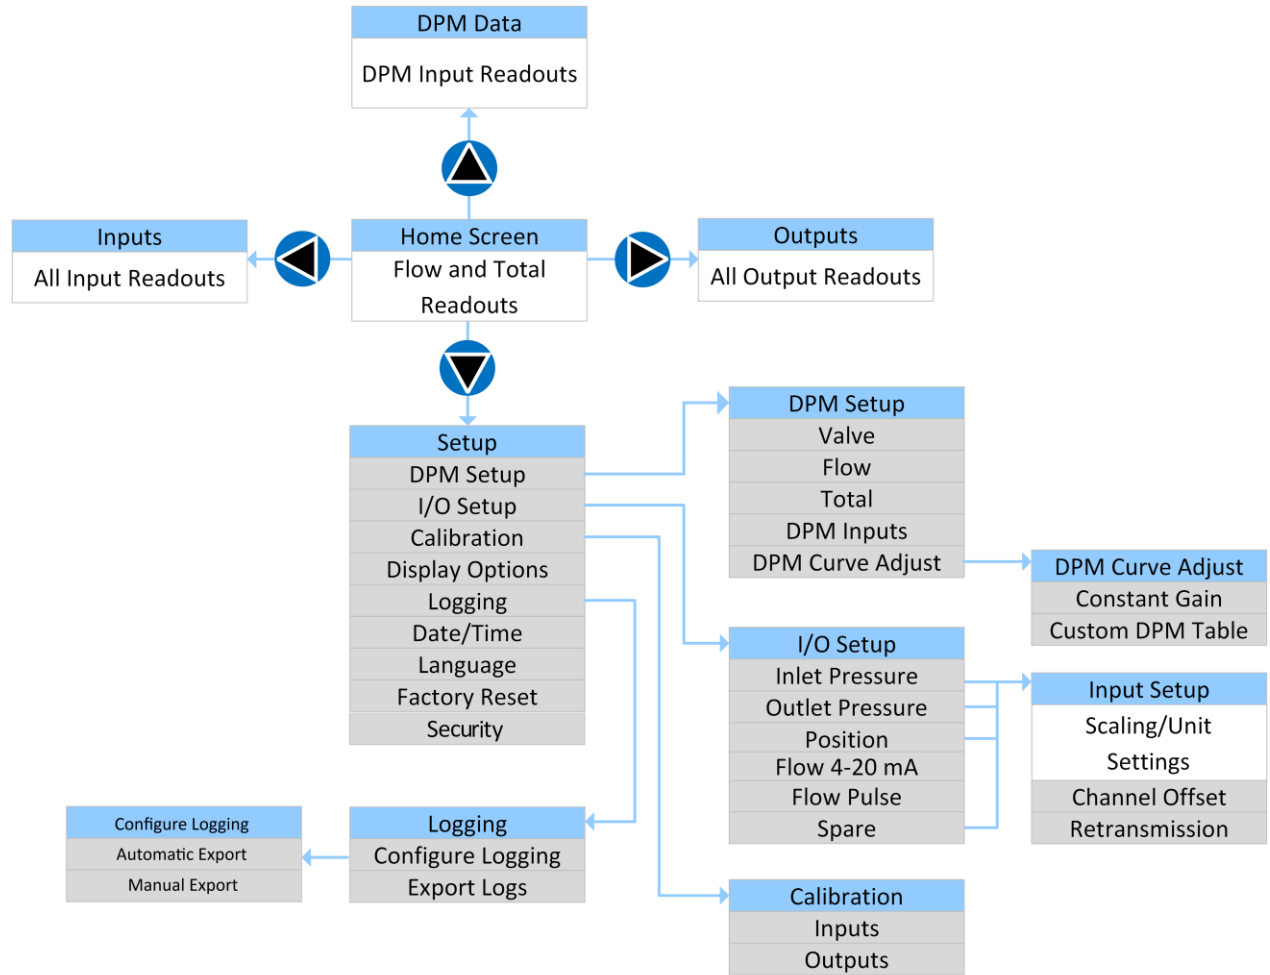 DPM Data
DPM Input Readouts
Inputs
All Input Readouts
Home Screen
Flow and Total
Readouts
Outputs
All Output Readouts
Setup
DPM Setup
I/O Setup
Calibration
Display Options
Logging
Date/Time
Language
Factory Reset
Security
DPM Setup
Valve
Flow
Total
DPM Inputs
DPM Curve Adjust
DPM Curve Adjust
Constant Gain
Custom DPM Table
I/O Setup
Inlet Pressure
Outlet Pressure
Position
Flow 4-20 mA
Flow Pulse
Spare
Input Setup
Scaling/Unit
Settings
Channel Offset
Retransmission
Configure Logging
Automatic Export
Manual Export
Logging
Configure Logging
Export Logs
Calibration
Inputs
Outputs